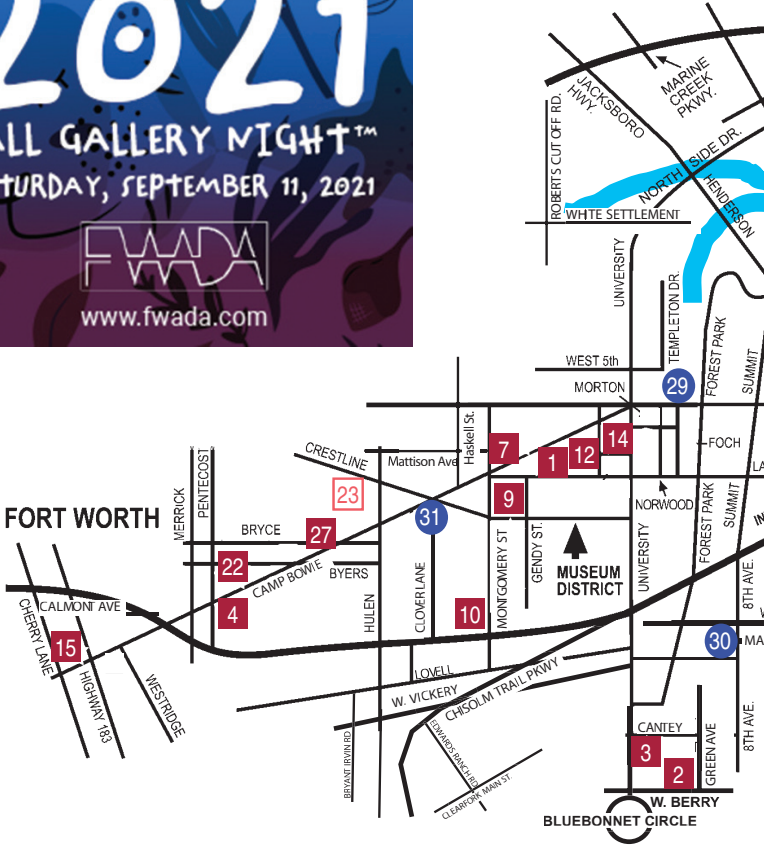 2021
ALL GALLERY NIGHT™
TURDAY, SEPTEMBER 11, 2021
FWADA
www.fwada.com
MARINE
CREEK
PKWY.
JACKSBORO
HWY.
ROBERTS CUT OFF RD.
NORTH SIDE DR.
HENDERSON
WHITE SETTLEMENT
UNIVERSITY
TEMPLETON DR.
FOREST PARK
SUMMIT
WEST 5th
MORTON
29
Haskell St.
CRESTLINE
Mattison Ave
7
1
12
14
FOCH
LA
23
9
31
NORWOOD
FORT WORTH
MERRICK
PENTECOST
BRYCE
27
22
BYERS
CAMP BOWIE
4
HULEN
CLOVER LANE
10
MONTGOMERY ST
GENDY ST.
MUSEUM
DISTRICT
UNIVERSITY
FOREST PARK
SUMMIT
IN
8TH AVE.
30
MA
CALMONT AVE
CHERRY LANE
15
HIGHWAY 183
WESTRIDGE
LOVELL
W. VICKERY
CHISOLM TRAIL PKWY
BRYANT IRVIN RD
EDWARDS RANCH RD
CLEARFORK MAIN ST
CANTEY
3
2
GREEN AVE
8TH AVE.
W. BERRY
BLUEBONNET CIRCLE